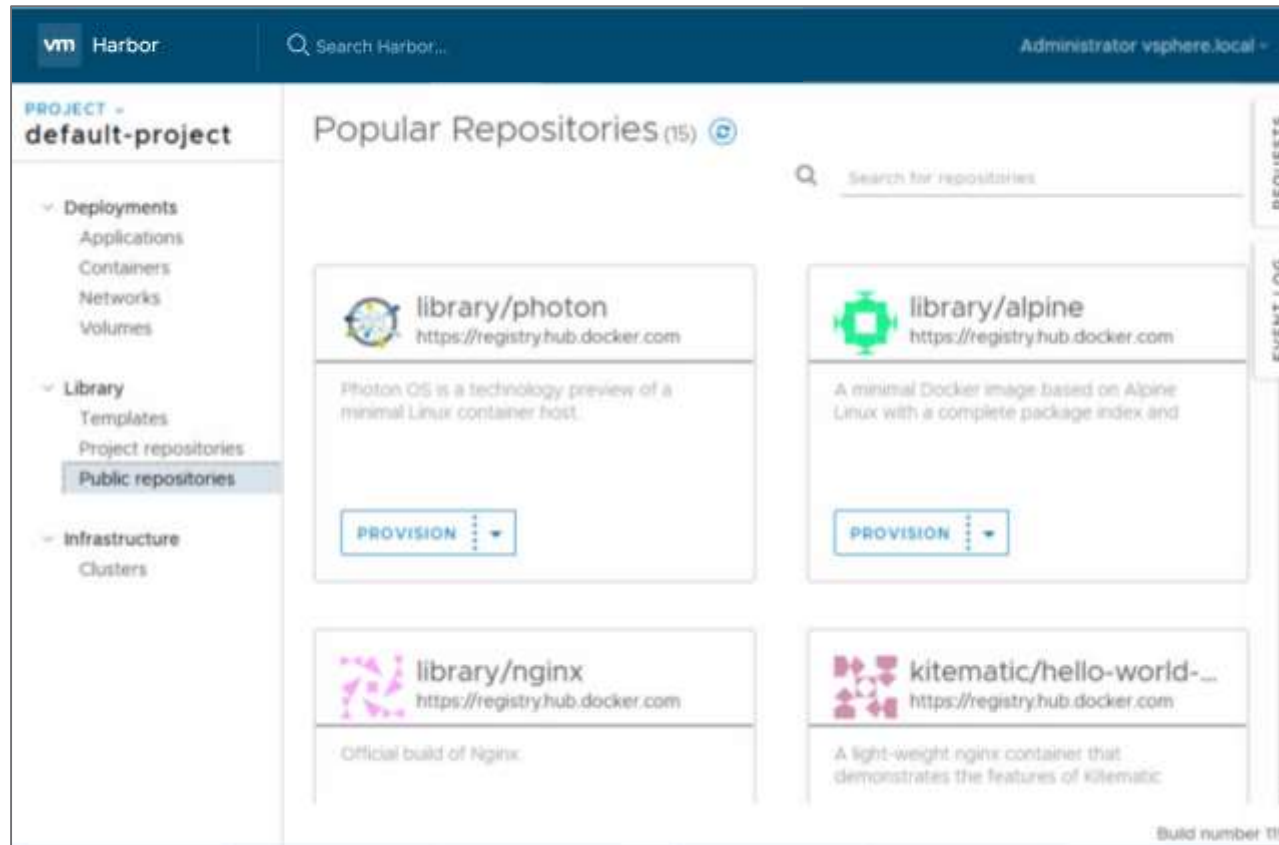 vm Harbor
Search Harbor...
Administrator vsphere.local
PROJECT
default-project
Deployments
Applications
Containers
Networks
Volumes
Library
Templates
Project repositories
Public repositories
Infrastructure
Clusters
Popular Repositories (15)
Search for repositories
library/photon
https://registry.hub.docker.com
Photon OS is a technology preview of a
minimal Linux container host.
PROVISION
library/alpine
https://registry.hub.docker.com
A minimal Docker image based on Alpine
Linux with a complete package index and
PROVISION
library/nginx
https://registry.hub.docker.com
Official build of Nginx.
kitematic/hello-world-...
https://registry.hub.docker.com
A light-weight nginx container that
demonstrates the features of Kitematic
REQUESTS
EVENT LOG
Build number